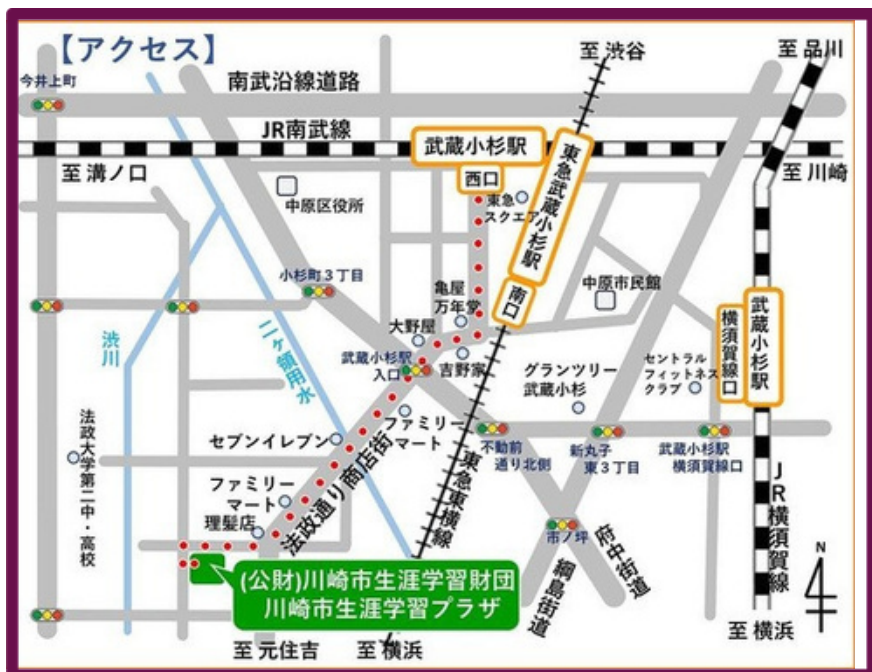 【アクセス】
至 渋谷
至 品川
今井上町
南武沿線道路
JR南武線
武蔵小杉駅
東急武蔵小杉駅
至 溝ノ口
西口
至 川崎
中原区役所
東急
スクエア
小杉町3丁目
中原市民館
亀屋
万年堂
南口
大野屋
渋川
二ヶ領用水
武蔵小杉駅
入口
吉野家
グランツリー
武蔵小杉
セントラル
フィットネス
クラブ
横須賀線口
武蔵小杉駅
法政大学第二中・高校
セブンイレブン
ファミリー
マート
不動前
通り北側
新丸子
東3丁目
武蔵小杉駅
横須賀線口
ファミリー
マート
理髪店
法政通り商店街
東急東横線
JR横須賀線
市ノ坪
府中街道
綱島街道
N
(公財)川崎市生涯学習財団
川崎市生涯学習プラザ
至 元住吉
至 横浜
至 横浜